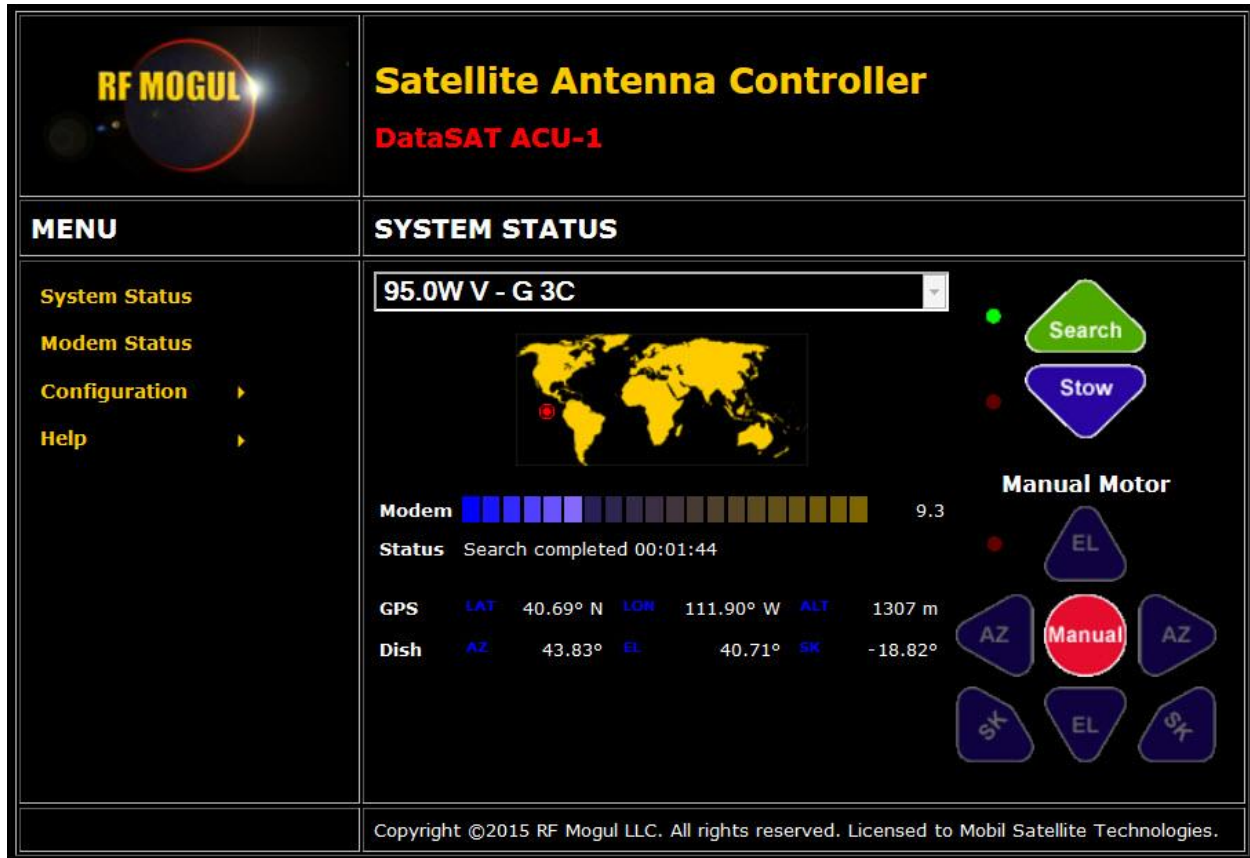 RF MOGUL
Satellite Antenna Controller
DataSAT ACU-1
MENU
SYSTEM STATUS
System Status
Modem Status
Configuration
Help
95.0W V - G 3C
Search
Stow
Modem 9.3
Status Search completed 00:01:44
GPS LAT 40.69° N LON 111.90° W ALT 1307 m
Dish AZ 43.83° EL 40.71° SK -18.82°
Manual Motor
EL
AZ Manual AZ
SK EL SK
Copyright ©2015 RF Mogul LLC. All rights reserved. Licensed to Mobil Satellite Technologies.